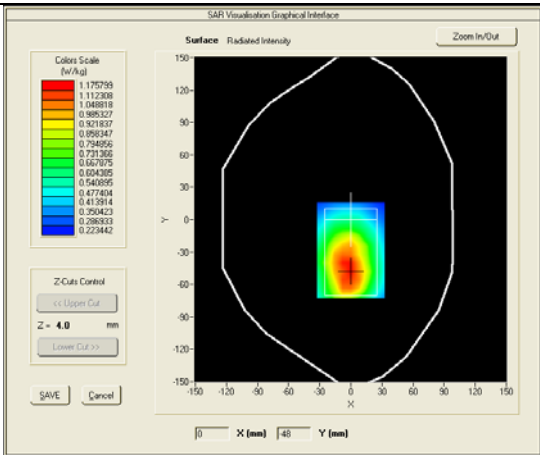 SAR Visualisation Graphical Interface
Surface Radiated Intensity
Zoom In/Out
Colors Scale
(W/kg)
1.175799
1.112308
1.048818
0.985327
0.921837
0.858347
0.794856
0.731366
0.667875
0.604385
0.540895
0.477404
0.413914
0.350423
0.286933
0.223442
150
120
90
60
30
0
-30
-60
-90
-120
-150
Y
-150 -120 -90 -60 -30 0 30 60 90 120 150
X
Z-Cuts Control
<< Upper Cut
Z = 4.0 mm
Lower Cut >>
SAVE Cancel
0 X (mm) -48 Y (mm)